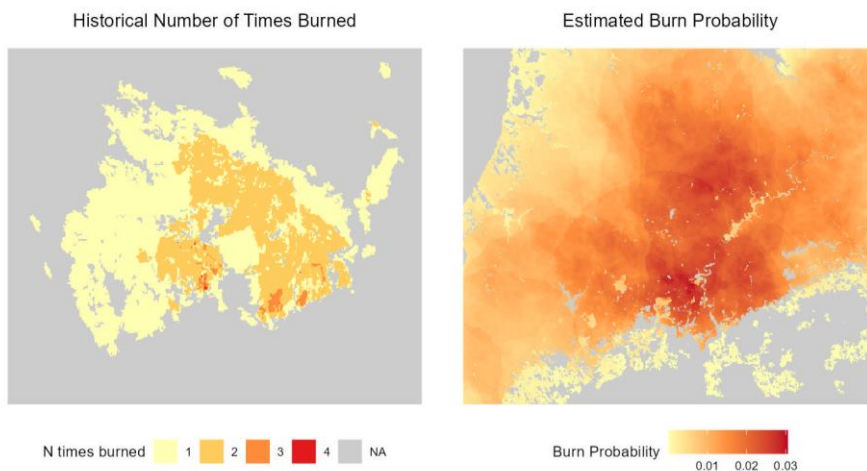 Historical Number of Times Burned
Estimated Burn Probability
N times burned 1 2 3 4 NA
Burn Probability
0.01 0.02 0.03